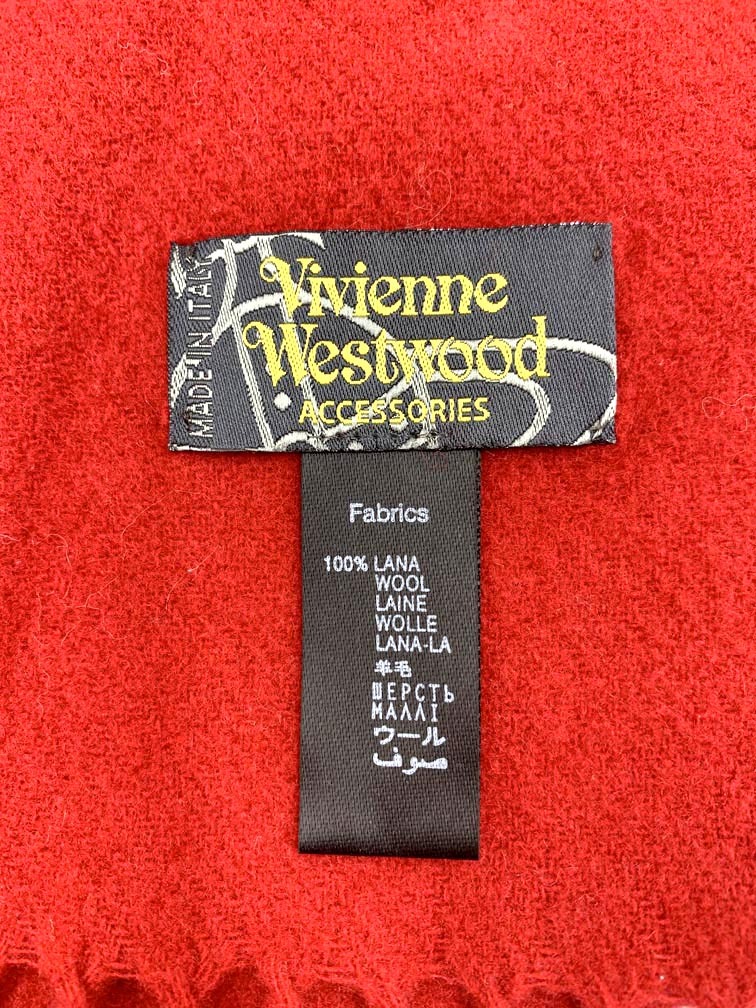 Vivienne
Westwood
ACCESSORIES
MADE IN ITALY
Fabrics
100% LANA
WOOL
LAINE
WOLLE
LANA-LA
羊毛
ШЕРСТЬ
ΜΑΛΛΙ
ウール
صوف